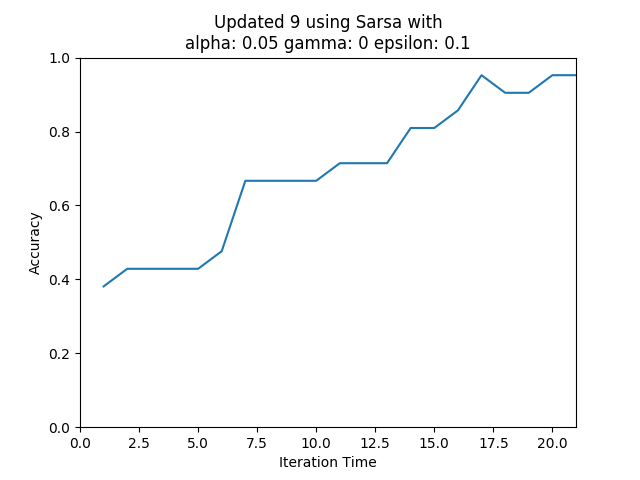 Updated 9 using Sarsa with
alpha: 0.05 gamma: 0 epsilon: 0.1
1.0
0.8
0.6
0.4
0.2
0.0
Accuracy
0.0 2.5 5.0 7.5 10.0 12.5 15.0 17.5 20.0
Iteration Time